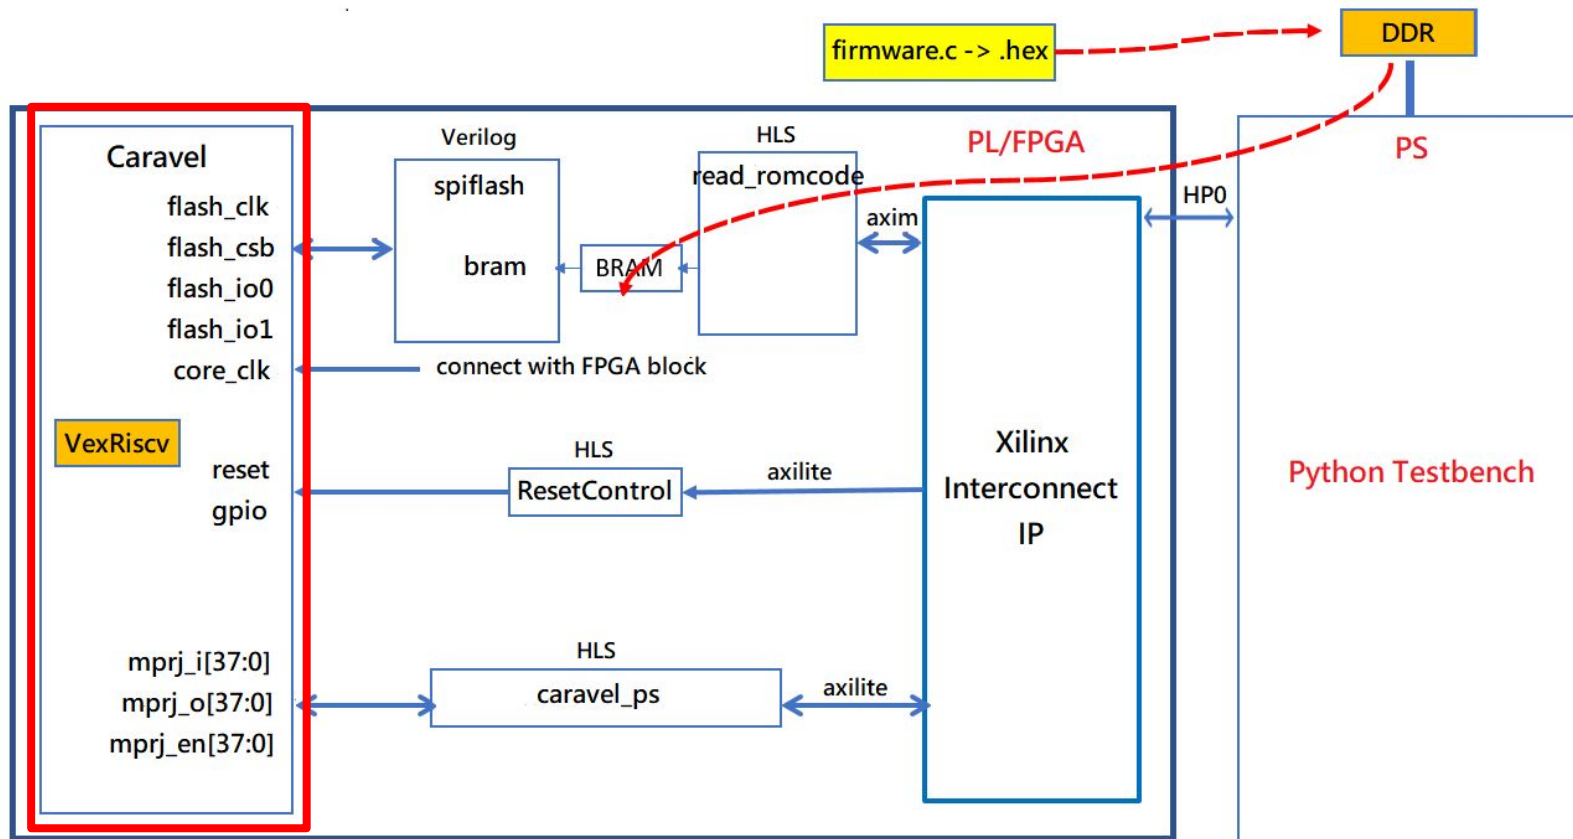 firmware.c -> .hex
DDR
Caravel
flash_clk
flash_csb
flash_io0
flash_io1
core_clk
VexRiscv
reset
gpio
mprj_i[37:0]
mprj_o[37:0]
mprj_en[37:0]
Verilog
spiflash
bram
BRAM
HLS
read_romcode
axim
connect with FPGA block
HLS
ResetControl
axilite
HLS
caravel_ps
axilite
PL/FPGA
Xilinx
Interconnect
IP
HP0
PS
Python Testbench